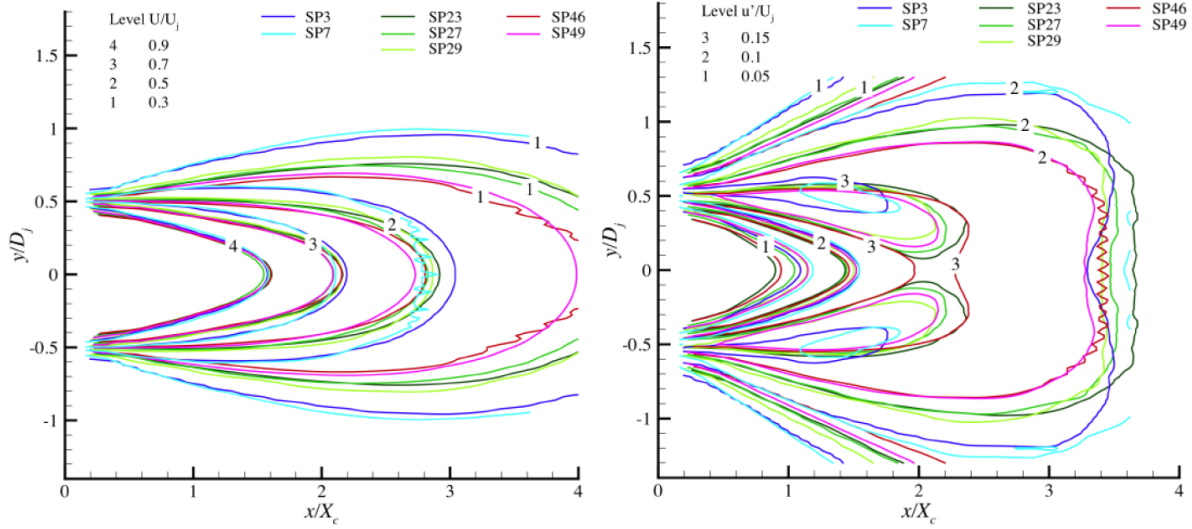 Level U/Uj
4 0.9
3 0.7
2 0.5
1 0.3
SP3
SP7
SP23
SP27
SP29
SP46
SP49
1.5
1
0.5
0
-0.5
-1
y/Dj
1
1
1
2
3
4
0 1 2 3 4
x/Xc
Level u'/Uj
3 0.15
2 0.1
1 0.05
SP3
SP7
SP23
SP27
SP29
SP46
SP49
1.5
1
0.5
0
-0.5
-1
y/Dj
1 1
2
2
2
3
1 2 3 3
0 1 2 3 4
x/Xc